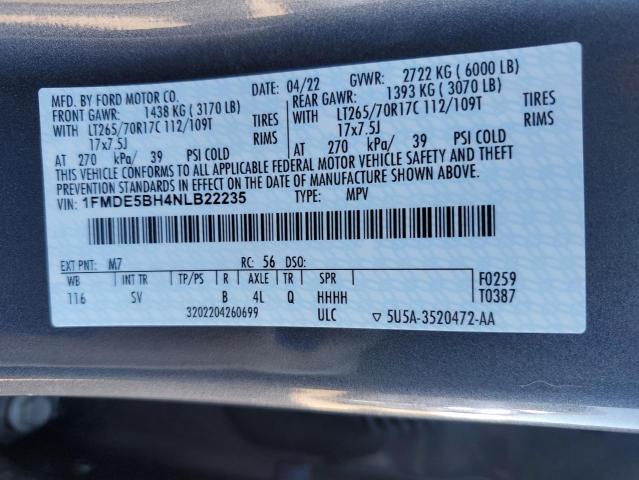 MFD. BY FORD MOTOR CO. DATE: 04/22 GVWR: 2722 KG ( 6000 LB)
FRONT GAWR: 1438 KG ( 3170 LB) REAR GAWR: 1393 KG ( 3070 LB)
WITH LT265/70R17C 112/109T TIRES WITH LT265/70R17C 112/109T TIRES
17x7.5J RIMS 17x7.5J RIMS
AT 270 kPa/ 39 PSI COLD AT 270 kPa/ 39 PSI COLD
THIS VEHICLE CONFORMS TO ALL APPLICABLE FEDERAL MOTOR VEHICLE SAFETY AND THEFT
PREVENTION STANDARDS IN EFFECT ON THE DATE OF MANUFACTURE SHOWN ABOVE.
VIN: 1FMDE5BH4NLB22235 TYPE: MPV
EXT PNT: M7 RC: 56 DSO:
WB INT TR TP/PS R AXLE TR SPR F0259
116 SV B 4L Q HHHH T0387
3202204260699 ULC ▽ 5U5A-3520472-AA